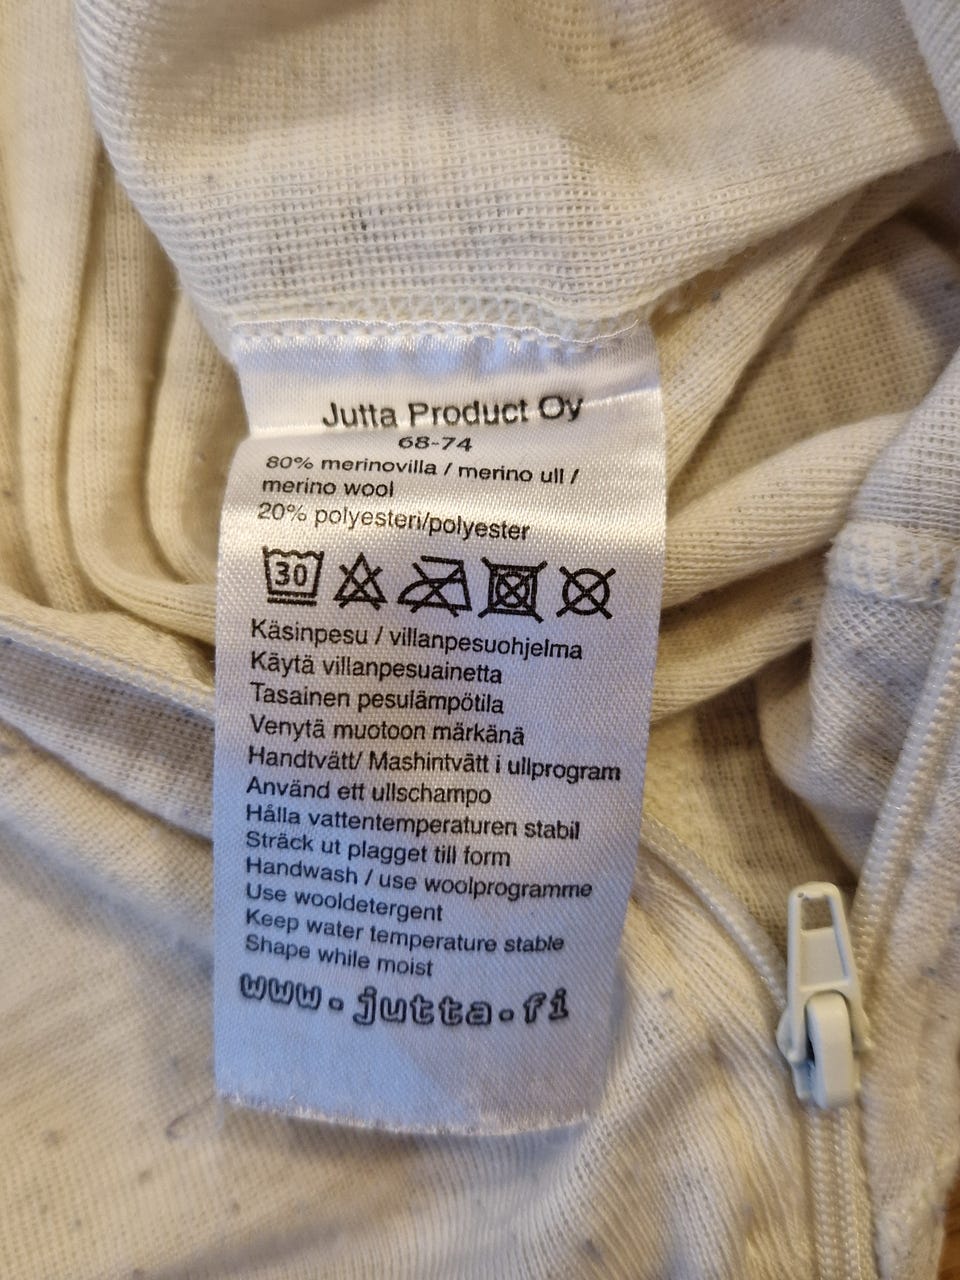 Jutta Product Oy
68-74
80% merinovilla / merino ull /
merino wool
20% polyesteri/polyester
30
Käsinpesu / villanpesuohjelma
Käytä villanpesuainetta
Tasainen pesulämpötila
Venytä muotoon märkänä
Handtvätt/ Mashintvätt i ullprogram
Använd ett ullschampo
Hålla vattentemperaturen stabil
Sträck ut plagget till form
Handwash / use woolprogramme
Use wooldetergent
Keep water temperature stable
Shape while moist
www.jutta.fi